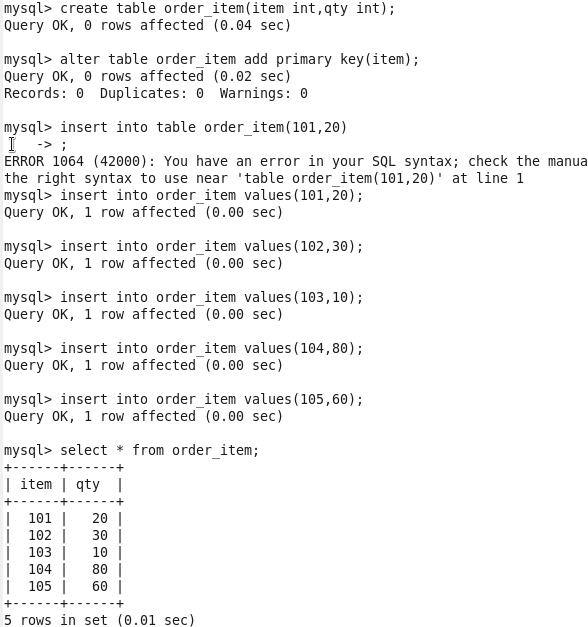 mysql> create table order_item(item int,qty int);
Query OK, 0 rows affected (0.04 sec)
mysql> alter table order_item add primary key(item);
Query OK, 0 rows affected (0.02 sec)
Records: 0  Duplicates: 0  Warnings: 0
mysql> insert into table order_item(101,20)
    -> ;
ERROR 1064 (42000): You have an error in your SQL syntax; check the manua
the right syntax to use near 'table order_item(101,20)' at line 1
mysql> insert into order_item values(101,20);
Query OK, 1 row affected (0.00 sec)
mysql> insert into order_item values(102,30);
Query OK, 1 row affected (0.00 sec)
mysql> insert into order_item values(103,10);
Query OK, 1 row affected (0.00 sec)
mysql> insert into order_item values(104,80);
Query OK, 1 row affected (0.00 sec)
mysql> insert into order_item values(105,60);
Query OK, 1 row affected (0.00 sec)
mysql> select * from order_item;
+------+------+
| item | qty  |
+------+------+
|  101 |   20 |
|  102 |   30 |
|  103 |   10 |
|  104 |   80 |
|  105 |   60 |
+------+------+
5 rows in set (0.01 sec)